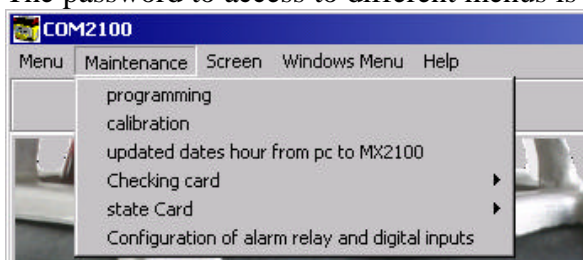 The password to access to different menus is
COM2100
Menu Maintenance Screen Windows Menu Help
programming
calibration
updated dates hour from pc to MX2100
Checking card
state Card
Configuration of alarm relay and digital inputs